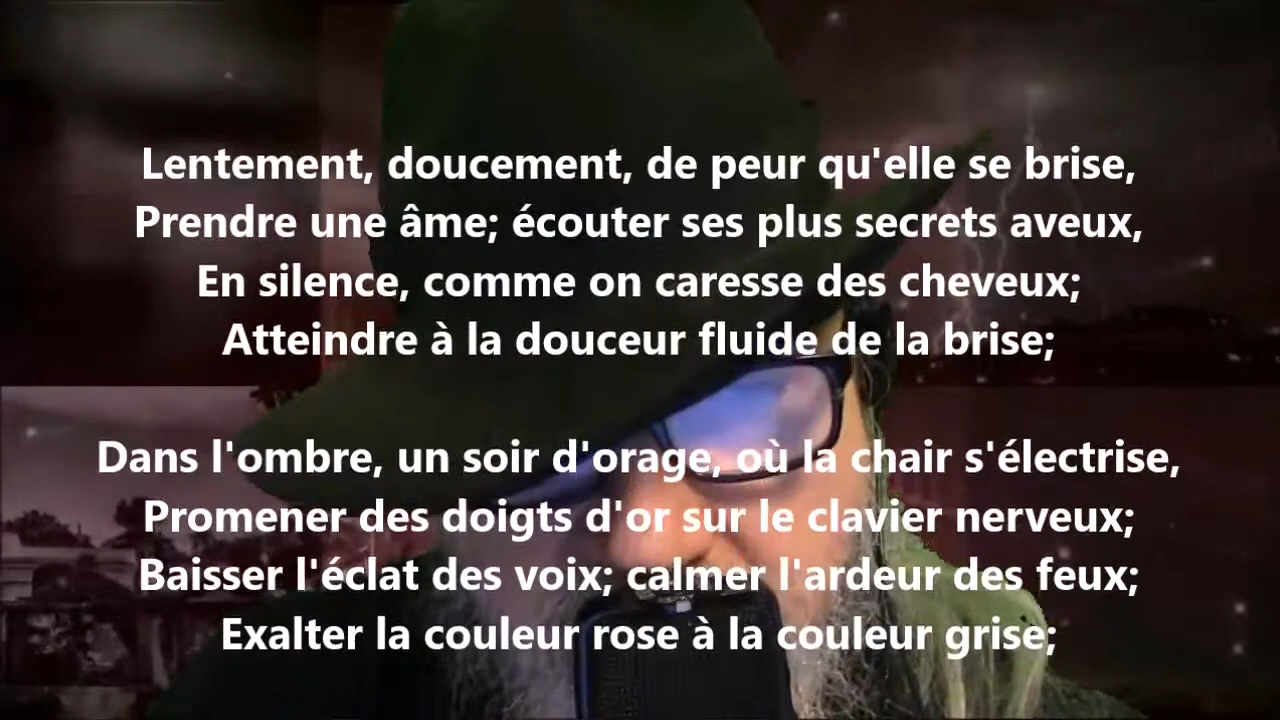 Lentement, doucement, de peur qu'elle se brise,
Prendre une âme; écouter ses plus secrets aveux,
En silence, comme on caresse des cheveux;
Atteindre à la douceur fluide de la brise;
Dans l'ombre, un soir d'orage, où la chair s'électrise,
Promener des doigts d'or sur le clavier nerveux;
Baisser l'éclat des voix; calmer l'ardeur des feux;
Exalter la couleur rose à la couleur grise;